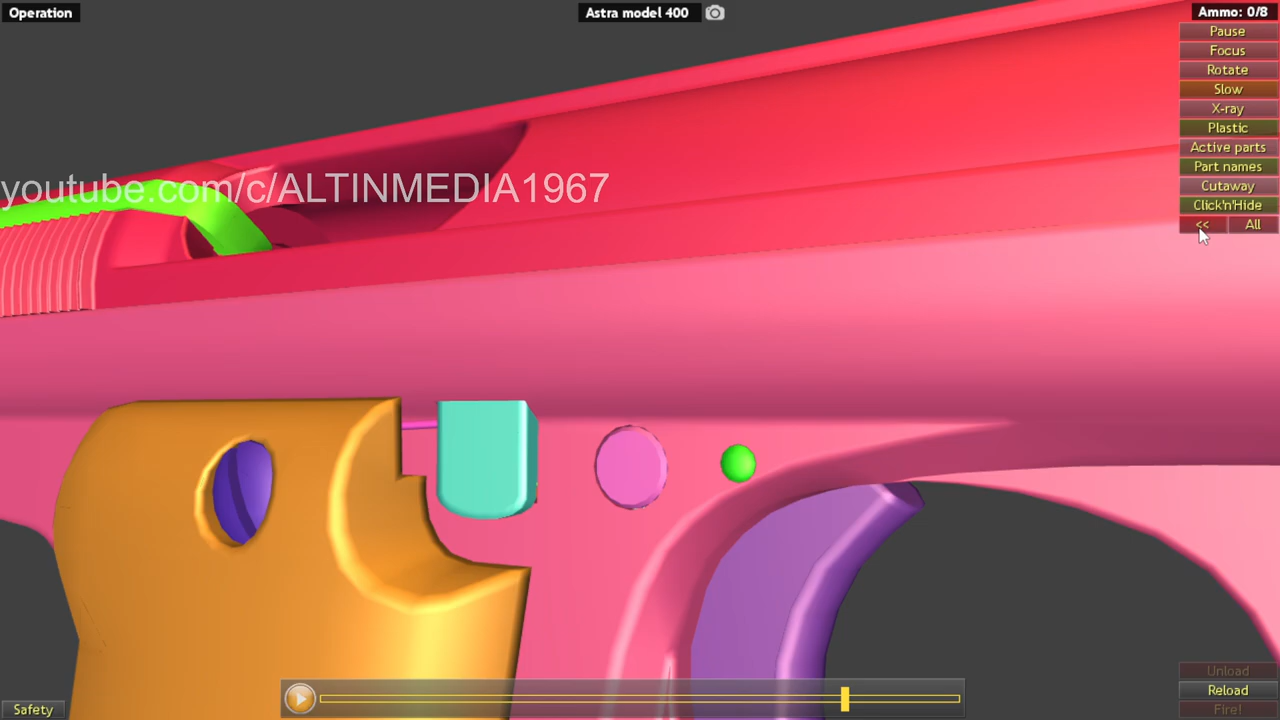 Operation
Astra model 400
Ammo: 0/8
Pause
Focus
Rotate
Slow
X-ray
Plastic
Active parts
Part names
Cutaway
Click'n'Hide
<< All
youtube.com/c/ALTINMEDIA1967
Unload
Reload
Fire!
Safety